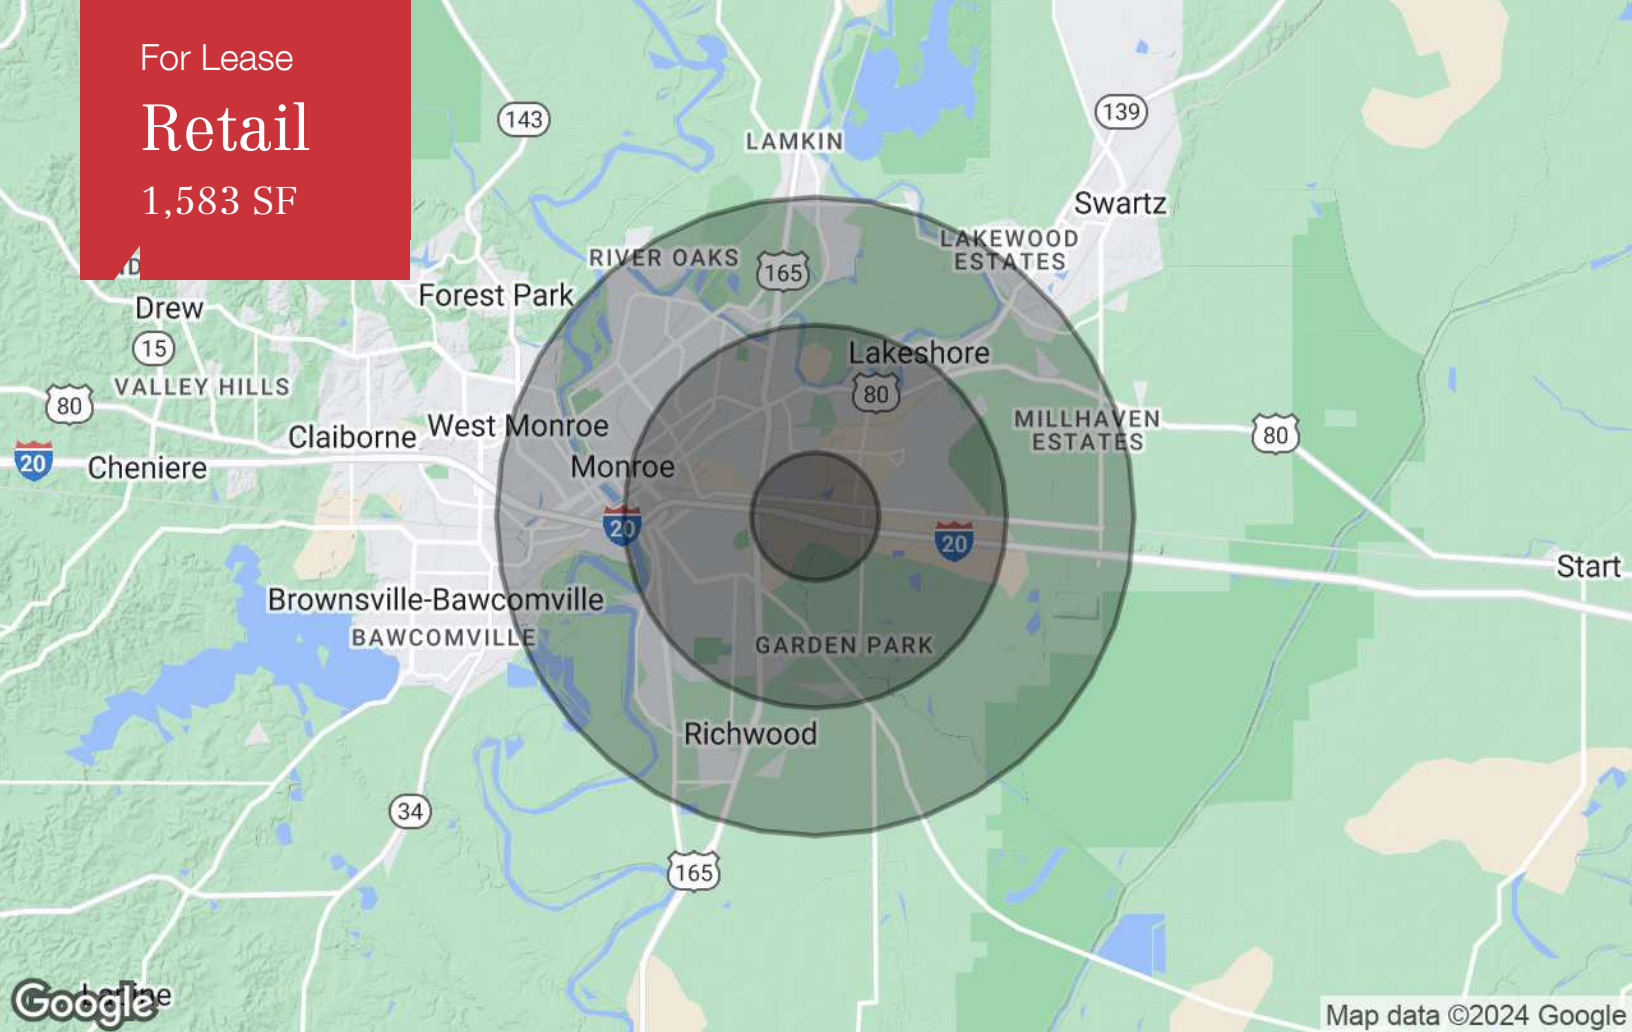 For Lease
Retail
1,583 SF
143
139
LAMKIN
Swartz
RIVER OAKS
165
LAKEWOOD
ESTATES
Forest Park
Drew
15
VALLEY HILLS
80
Lakeshore
80
West Monroe
Claiborne
MILLHAVEN
ESTATES
80
20
Cheniere
Monroe
20
20
Start
Brownsville-Bawcomville
BAWCOMVILLE
GARDEN PARK
Richwood
34
165
Google
Map data ©2024 Google